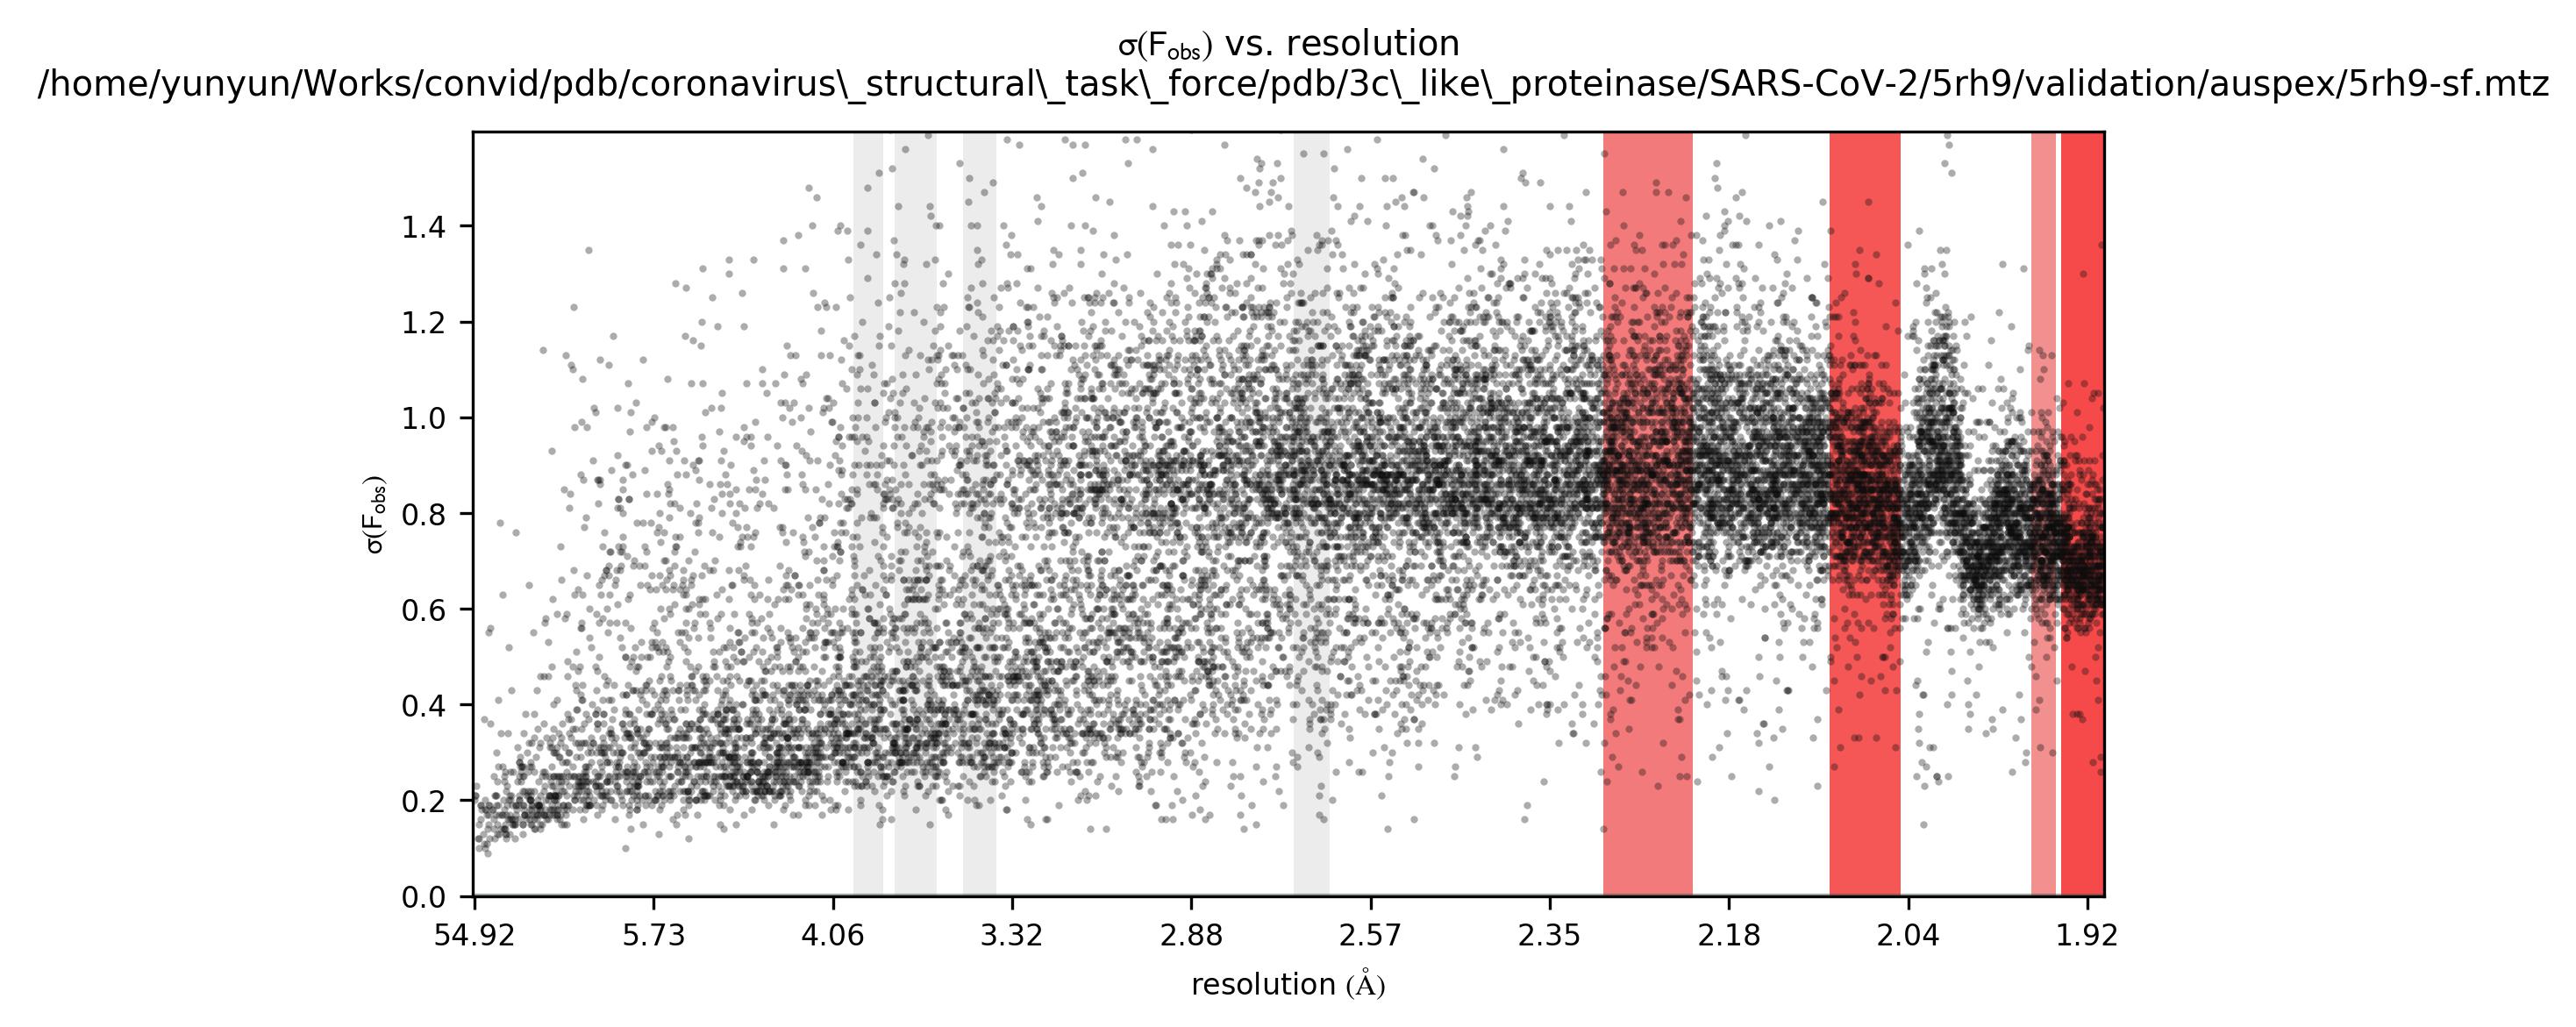 σ(Fobs) vs. resolution
/home/yunyun/Works/convid/pdb/coronavirus\_structural\_task\_force/pdb/3c\_like\_proteinase/SARS-CoV-2/5rh9/validation/auspex/5rh9-sf.mtz
σ(Fobs)
1.4
1.2
1.0
0.8
0.6
0.4
0.2
0.0
54.92 5.73 4.06 3.32 2.88 2.57 2.35 2.18 2.04 1.92
resolution (Å)